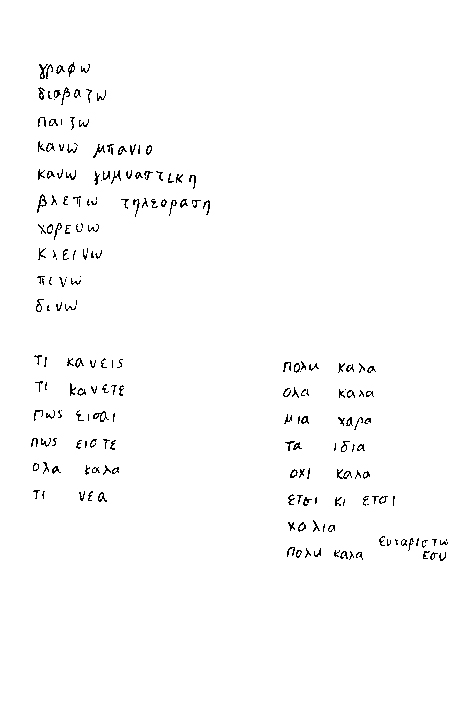 γραφω
διαβαζω
παιζω
κανω μπανιο
κανω γυμναστικη
βλεπω τηλεοραση
χορευω
κλεινω
πινω
δινω
τι κανεις
τι κανετε
πως εισαι
πως ειστε
ολα καλα
τι νεα
πολυ καλα
ολα καλα
μια χαρα
τα ιδια
οχι καλα
ετσι κι ετσι
χαλια
πολυ καλα ευχαριστω
εσυ